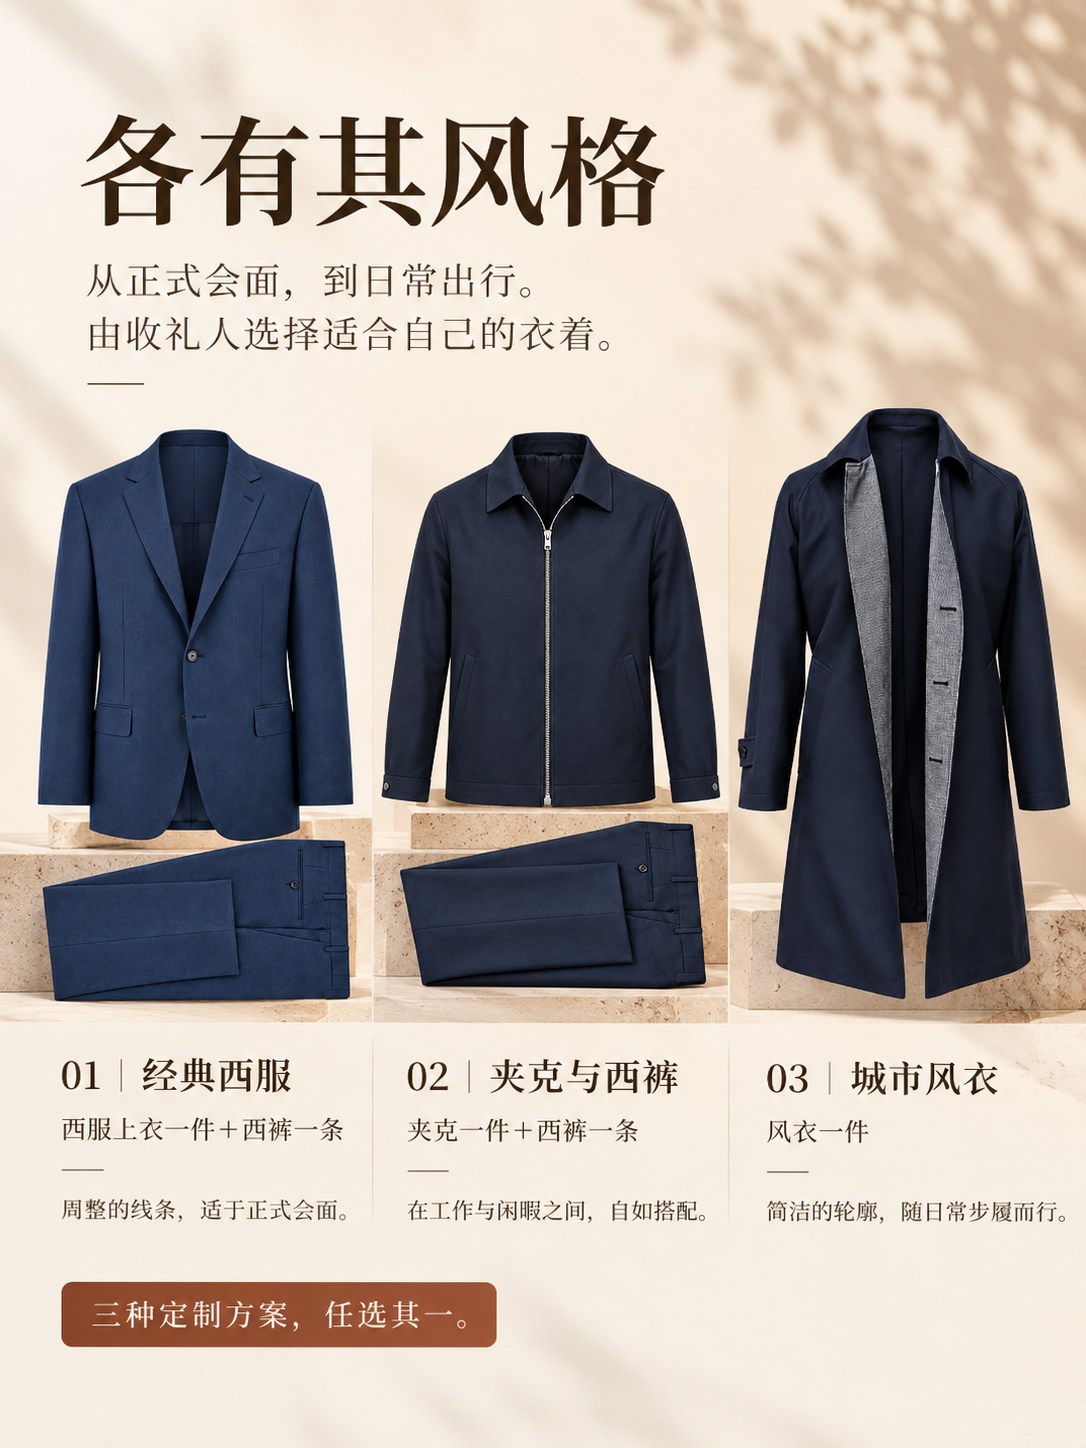 各有其风格
从正式会面，到日常出行。
由收礼人选择适合自己的衣着。
01｜经典西服
西服上衣一件＋西裤一条
周整的线条，适于正式会面。
02｜夹克与西裤
夹克一件＋西裤一条
在工作与闲暇之间，自如搭配。
03｜城市风衣
风衣一件
简洁的轮廓，随日常步履而行。
三种定制方案，任选其一。